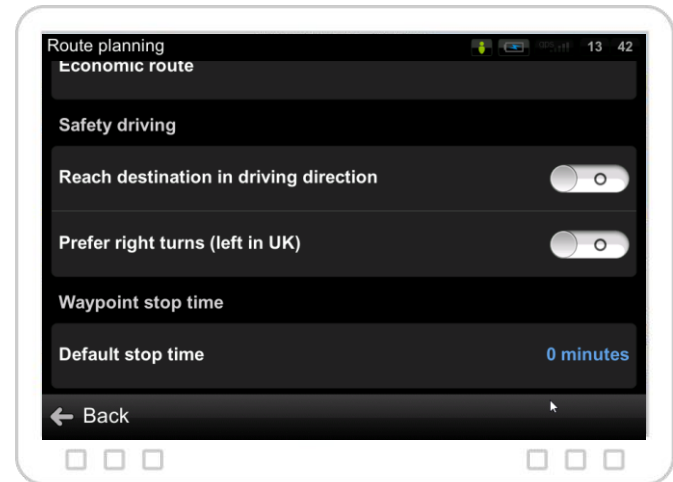 Route planning
13 42
Economic route
Safety driving
Reach destination in driving direction
Prefer right turns (left in UK)
Waypoint stop time
Default stop time 0 minutes
Back